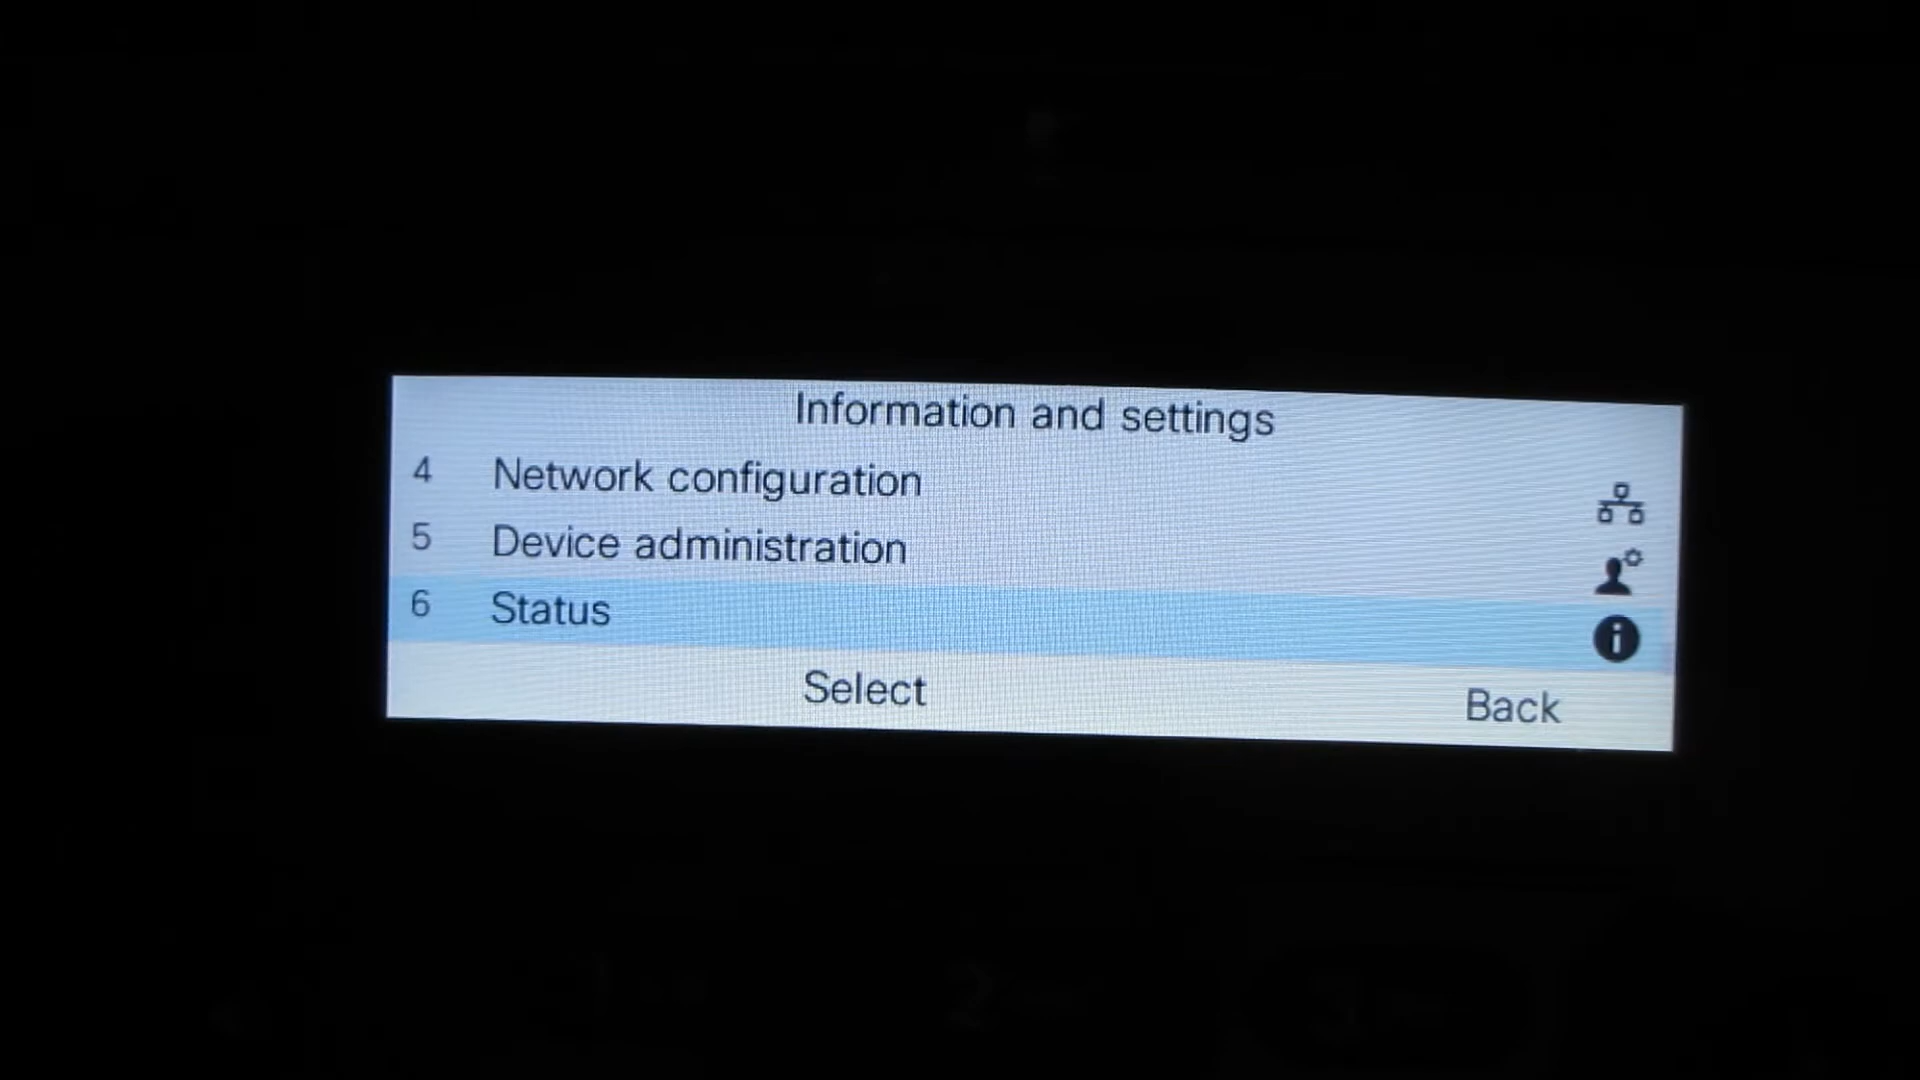 Information and settings
4 Network configuration
5 Device administration
6 Status
Select Back